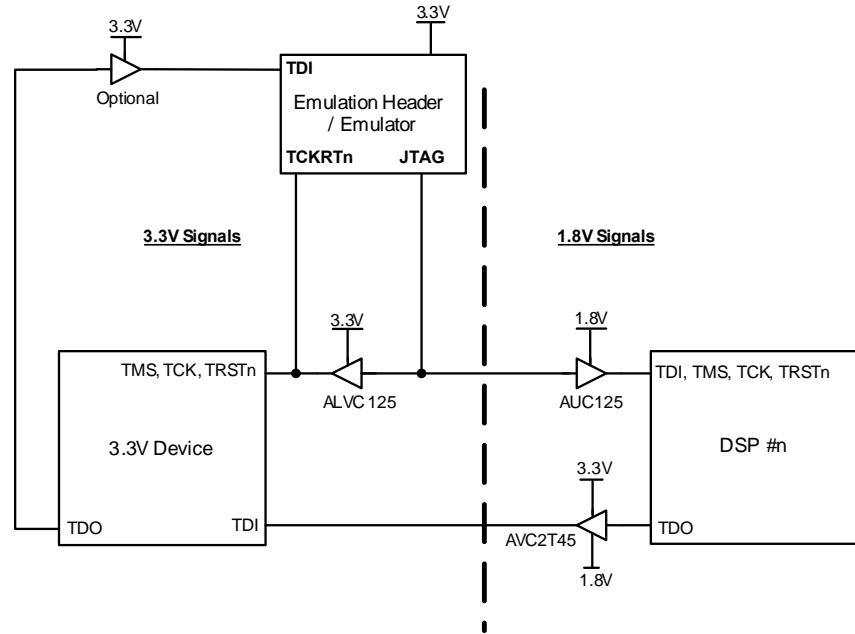 3.3V
3.3V
TDI
Optional
Emulation Header
/ Emulator
TCKRTn
JTAG
3.3V Signals
1.8V Signals
3.3V
1.8V
TMS, TCK, TRSTn
TDI, TMS, TCK, TRSTn
ALVC125
AUC125
3.3V Device
DSP #n
3.3V
TDO
TDI
TDO
AVC2T45
1.8V